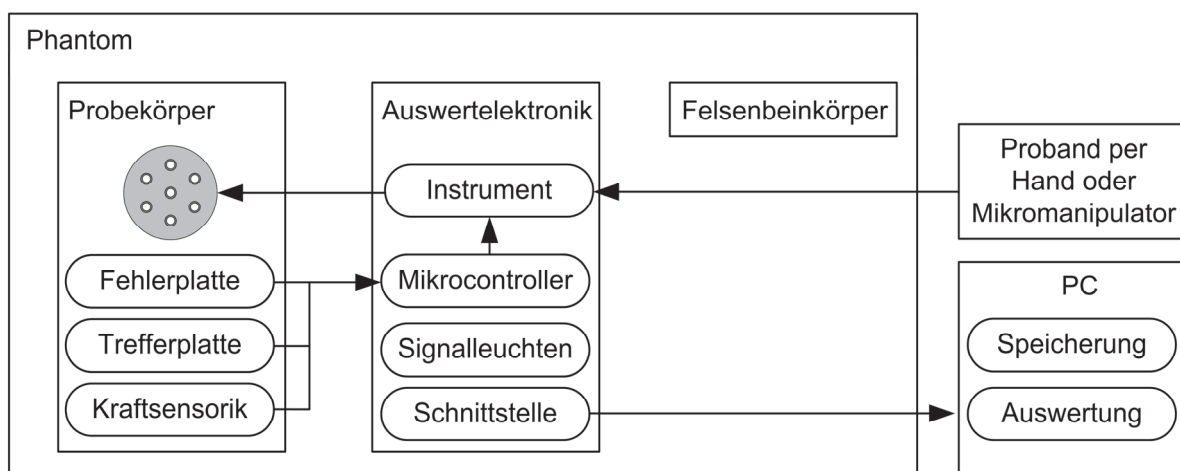 Phantom
Probekörper
Fehlerplatte
Trefferplatte
Kraftsensorik
Auswertelektronik
Instrument
Mikrocontroller
Signalleuchten
Schnittstelle
Felsenbeinkörper
Proband per
Hand oder
Mikromanipulator
PC
Speicherung
Auswertung